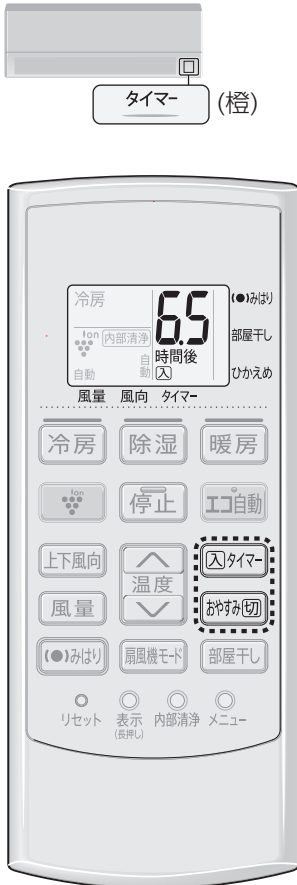 タイマー (橙)
冷房 6.5 (●)みはり
Ion 内部清浄 部屋干し
時間後
自動 自動 入 ひかえめ
風量 風向 タイマー
冷房 除湿 暖房
Ion 停止 エコ自動
上下風向 温度 入タイマー
風量 おやすみ切
(●)みはり 扇風機モード 部屋干し
リセット 表示 内部清浄 メニュー
(長押し)